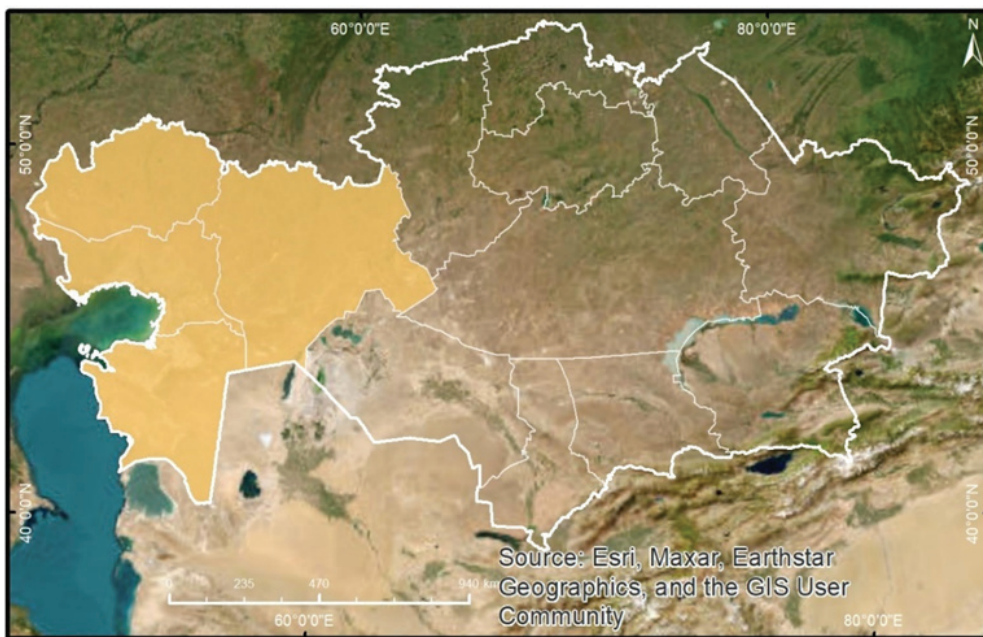 60°0'0"E
80°0'0"E
N
50°0'0"N
50°0'0"N
40°0'0"N
40°0'0"N
Source: Esri, Maxar, Earthstar
Geographics, and the GIS User
Community
235
470
940 km
60°0'0"E
80°0'0"E